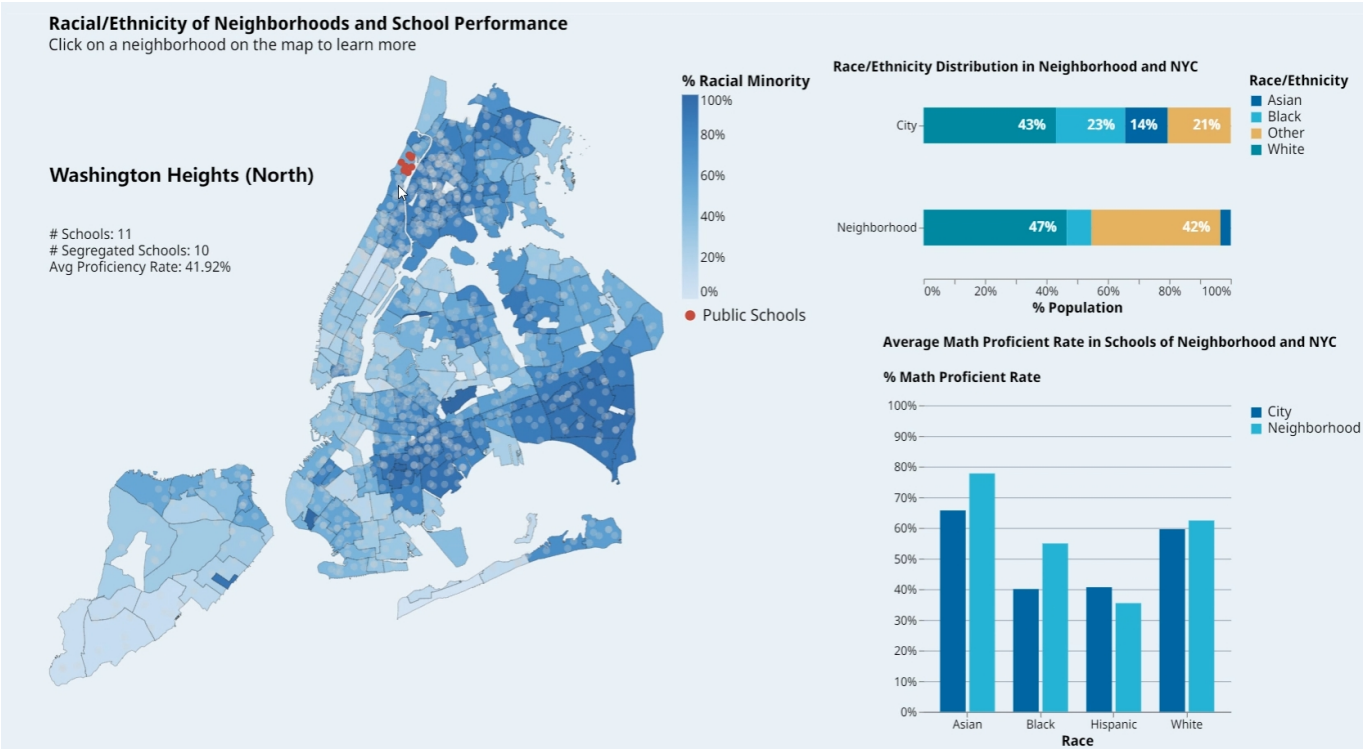 Racial/Ethnicity of Neighborhoods and School Performance
Click on a neighborhood on the map to learn more
Washington Heights (North)
# Schools: 11
# Segregated Schools: 10
Avg Proficiency Rate: 41.92%
% Racial Minority
100%
80%
60%
40%
20%
0%
Public Schools
Race/Ethnicity Distribution in Neighborhood and NYC
City
43%
23%
14%
21%
Neighborhood
47%
42%
0%
20%
40%
60%
80%
100%
% Population
Race/Ethnicity
Asian
Black
Other
White
Average Math Proficient Rate in Schools of Neighborhood and NYC
% Math Proficient Rate
100%
90%
80%
70%
60%
50%
40%
30%
20%
10%
0%
Asian
Black
Hispanic
White
Race
City
Neighborhood